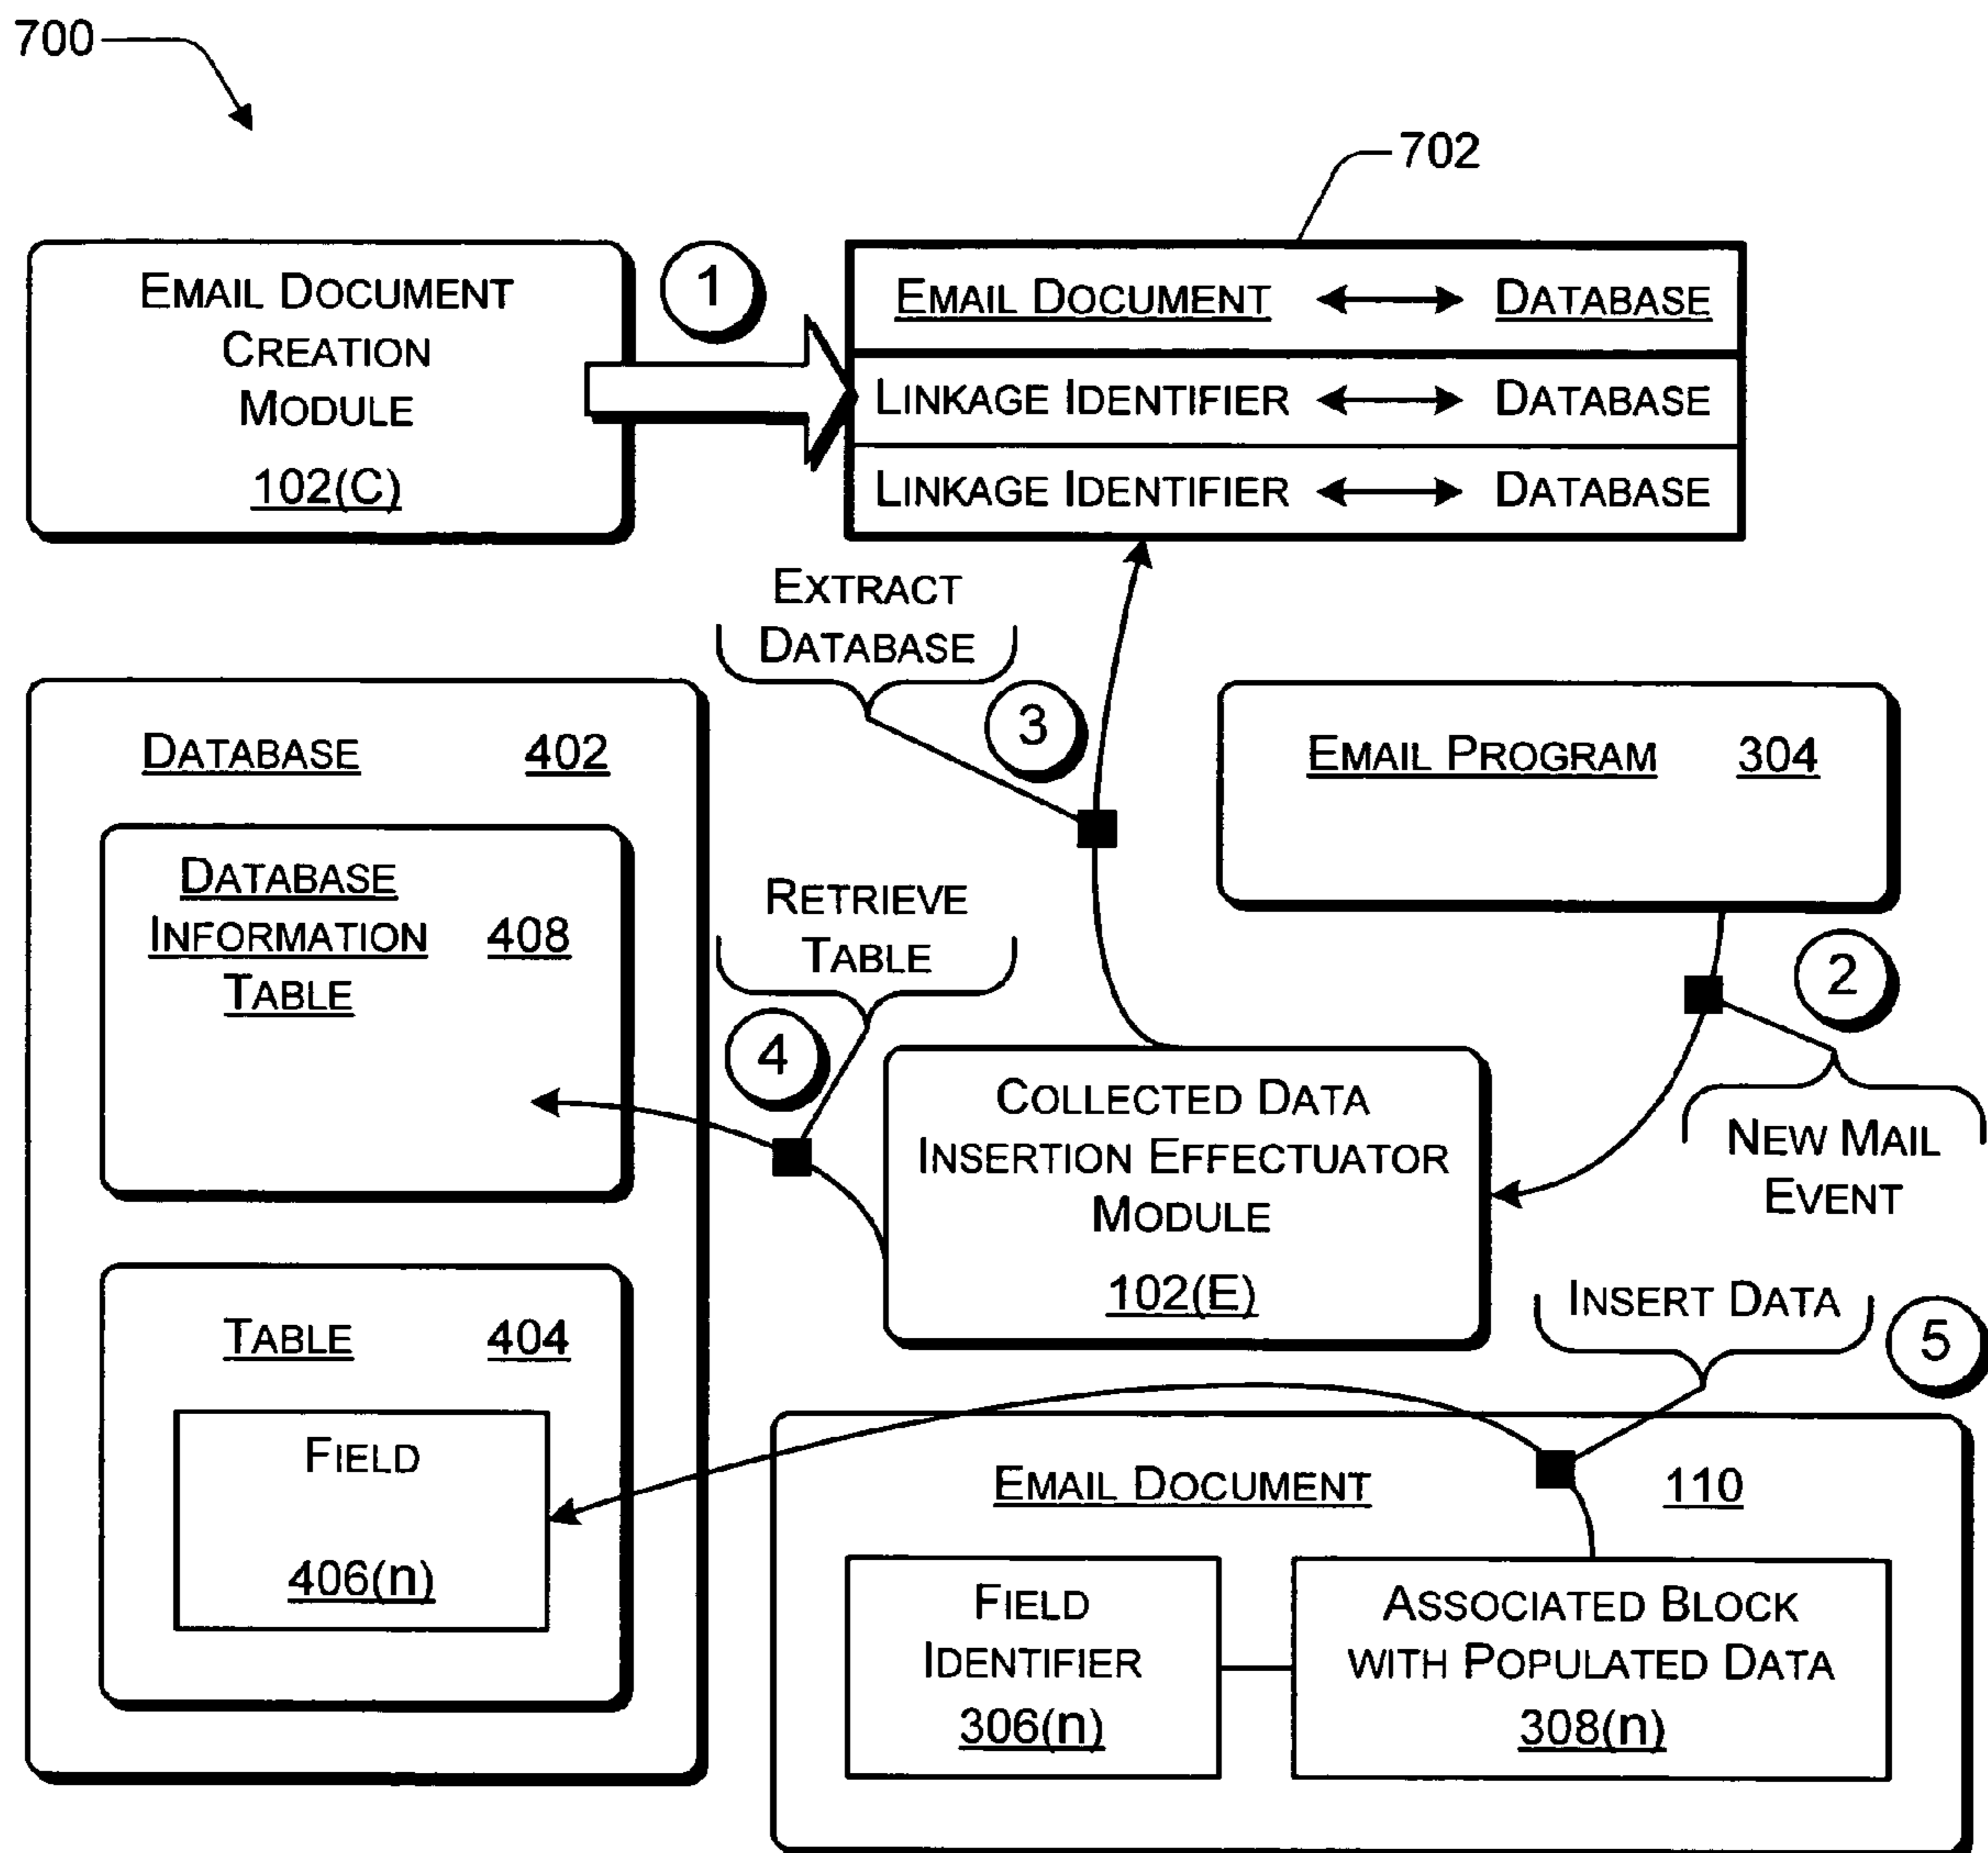 700
702
EMAIL DOCUMENT
CREATION
MODULE
102(C)
1
EMAIL DOCUMENT DATABASE
LINKAGE IDENTIFIER DATABASE
LINKAGE IDENTIFIER DATABASE
EXTRACT
DATABASE
3
DATABASE 402
DATABASE
INFORMATION 408
TABLE
EMAIL PROGRAM 304
RETRIEVE
TABLE
4
2
NEW MAIL
EVENT
COLLECTED DATA
INSERTION EFFECTUATOR
MODULE
102(E)
TABLE 404
FIELD
406(n)
INSERT DATA
5
EMAIL DOCUMENT 110
FIELD
IDENTIFIER
306(n)
ASSOCIATED BLOCK
WITH POPULATED DATA
308(n)